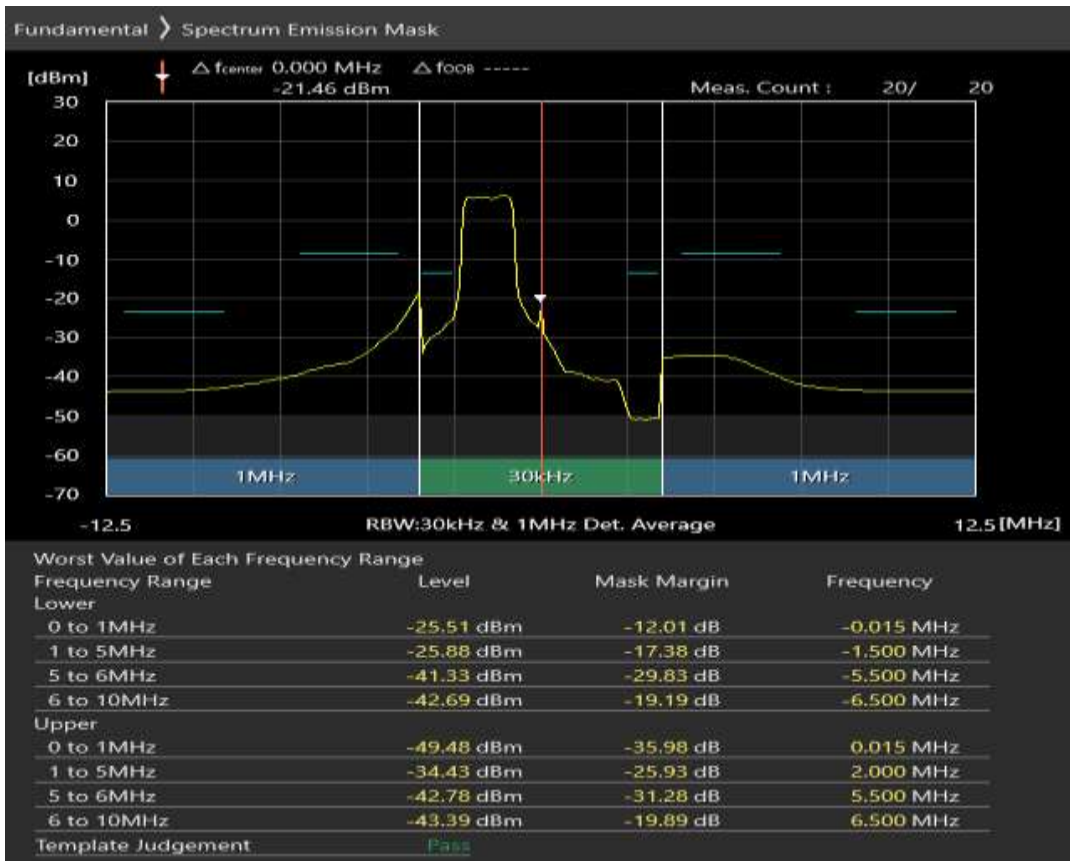 Fundamental ❯ Spectrum Emission Mask
[dBm] △ fcenter 0.000 MHz △ fOOB -----
-21.46 dBm Meas. Count : 20/ 20
30
20
10
0
-10
-20
-30
-40
-50
-60
-70
1MHz 30kHz 1MHz
-12.5 RBW:30kHz & 1MHz Det. Average 12.5 [MHz]
Worst Value of Each Frequency Range
Frequency Range Level Mask Margin Frequency
Lower
0 to 1MHz -25.51 dBm -12.01 dB -0.015 MHz
1 to 5MHz -25.88 dBm -17.38 dB -1.500 MHz
5 to 6MHz -41.33 dBm -29.83 dB -5.500 MHz
6 to 10MHz -42.69 dBm -19.19 dB -6.500 MHz
Upper
0 to 1MHz -49.48 dBm -35.98 dB 0.015 MHz
1 to 5MHz -34.43 dBm -25.93 dB 2.000 MHz
5 to 6MHz -42.78 dBm -31.28 dB 5.500 MHz
6 to 10MHz -43.39 dBm -19.89 dB 6.500 MHz
Template Judgement Pass